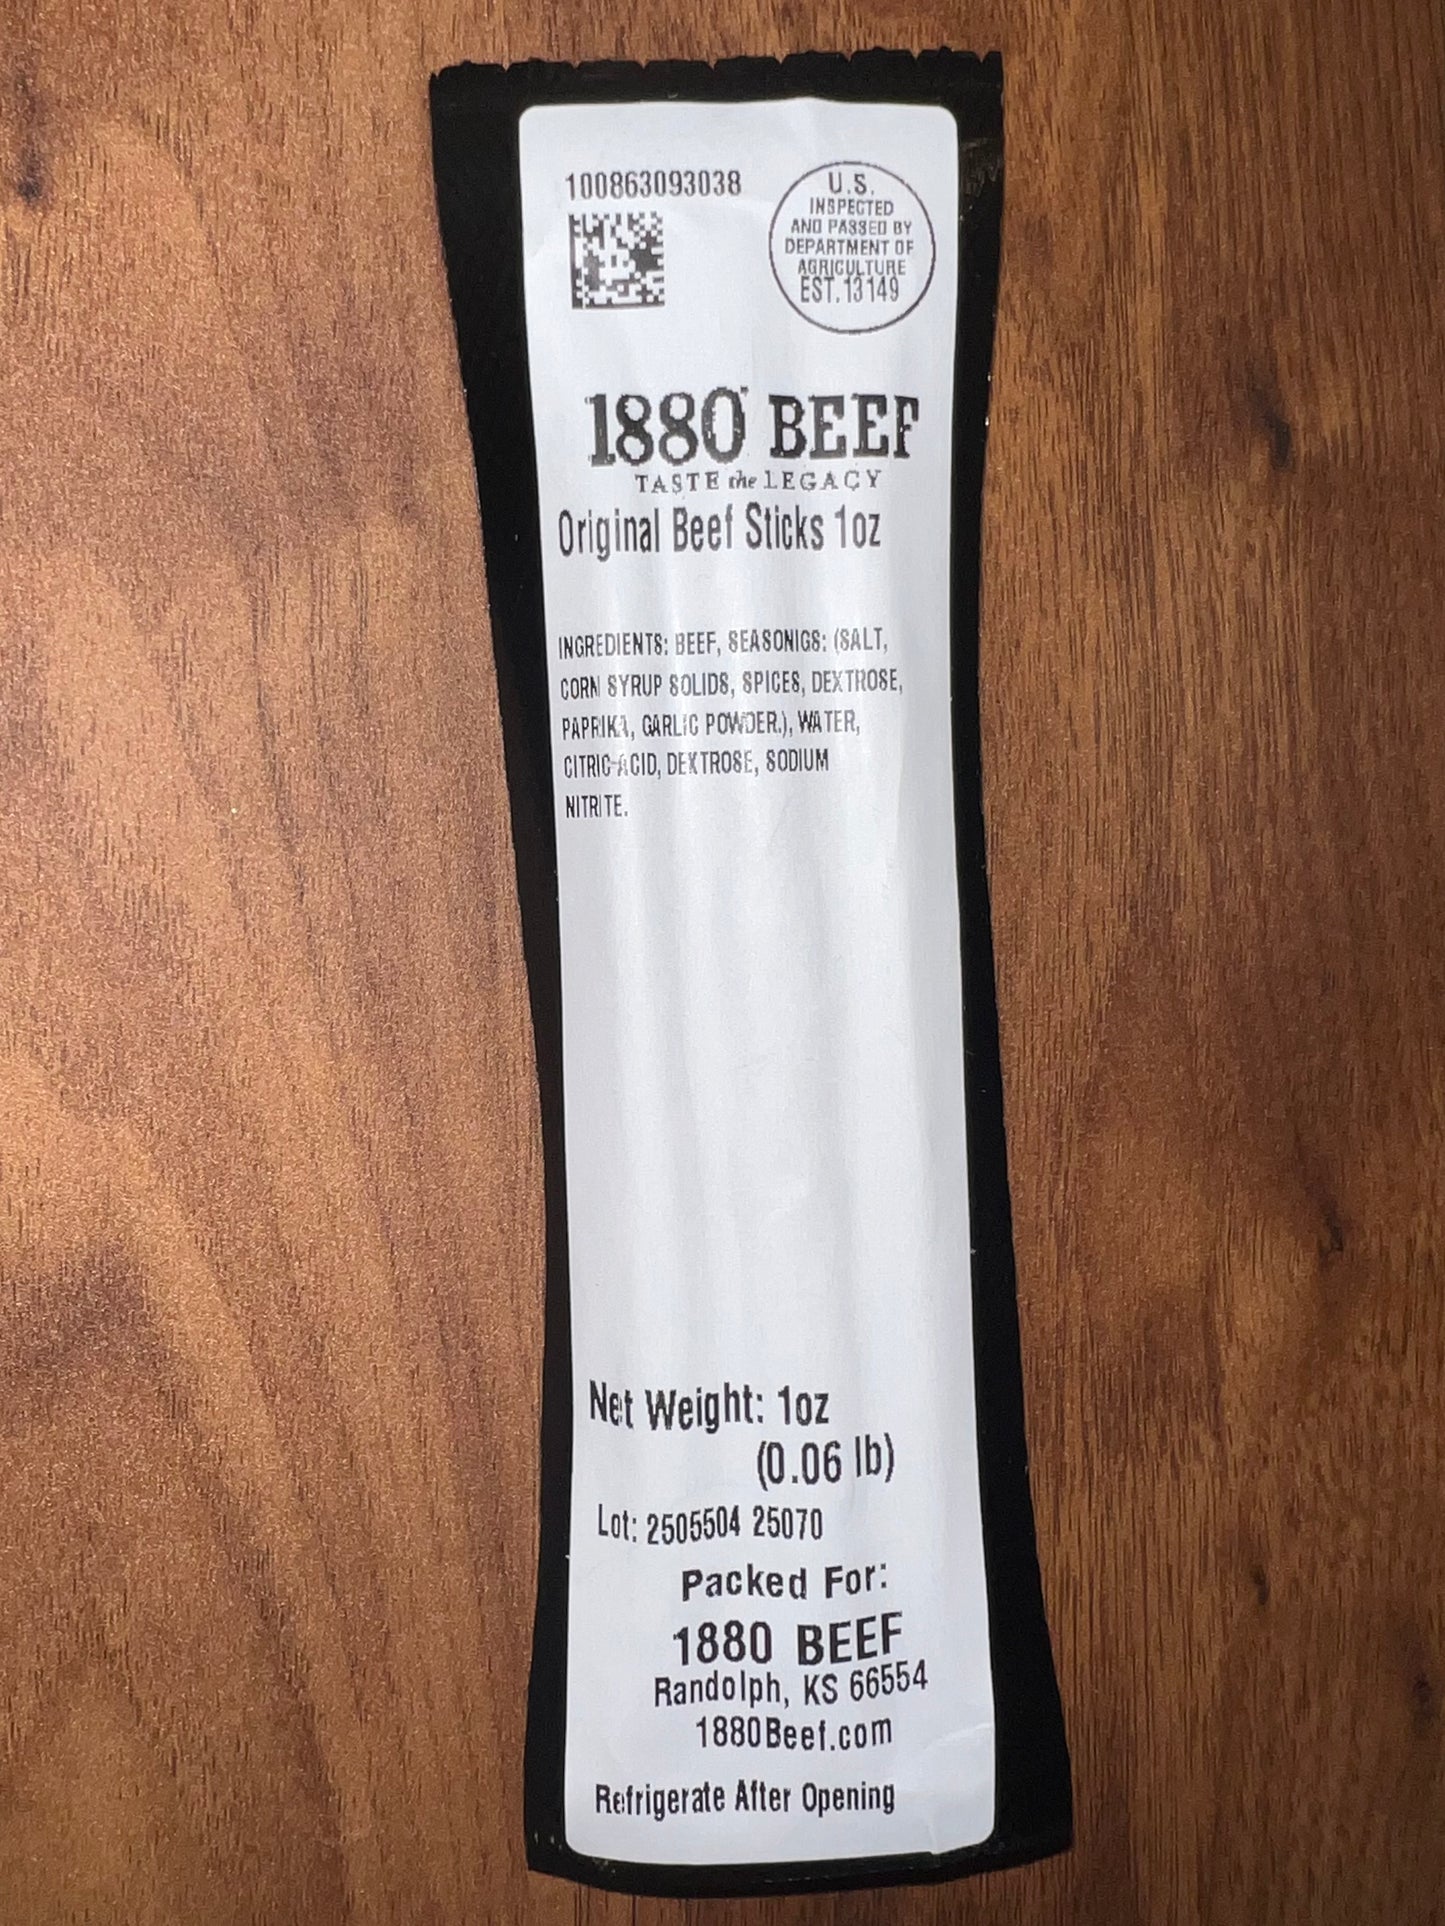 100863093038
U.S.
INSPECTED
AND PASSED BY
DEPARTMENT OF
AGRICULTURE
EST. 13149
1880 BEEF
TASTE the LEGACY
Original Beef Sticks 1oz
INGREDIENTS: BEEF, SEASONIGS: (SALT,
CORN SYRUP SOLIDS, SPICES, DEXTROSE,
PAPRIKA, GARLIC POWDER.), WATER,
CITRIC ACID, DEXTROSE, SODIUM
NITRITE.
Net Weight: 1oz
(0.06 lb)
Lot: 2505504 25070
Packed For:
1880 BEEF
Randolph, KS 66554
1880Beef.com
Refrigerate After Opening